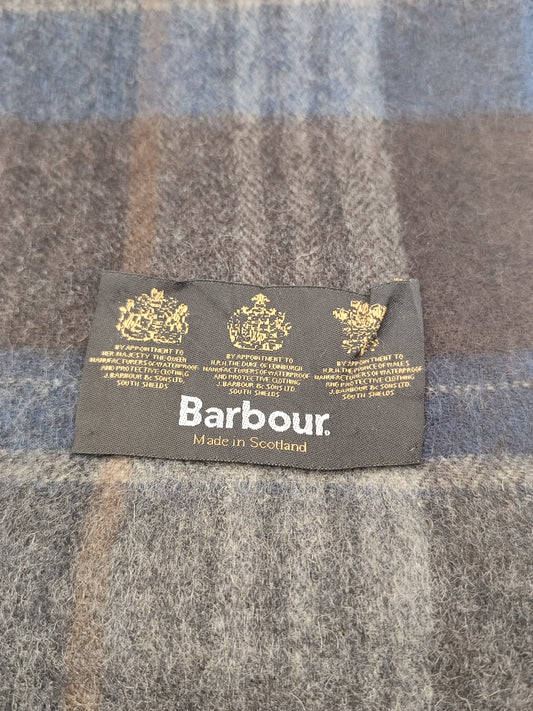 BY APPOINTMENT TO
HER MAJESTY THE QUEEN
MANUFACTURERS OF WATERPROOF
AND PROTECTIVE CLOTHING
J. BARBOUR & SONS LTD.
SOUTH SHIELDS
BY APPOINTMENT TO
H.R.H. THE DUKE OF EDINBURGH
MANUFACTURERS OF WATERPROOF
AND PROTECTIVE CLOTHING
J. BARBOUR & SONS LTD.
SOUTH SHIELDS
BY APPOINTMENT TO
H.R.H. THE PRINCE OF WALES
MANUFACTURERS OF WATERPROOF
AND PROTECTIVE CLOTHING
J. BARBOUR & SONS LTD.
SOUTH SHIELDS
Barbour.
Made in Scotland